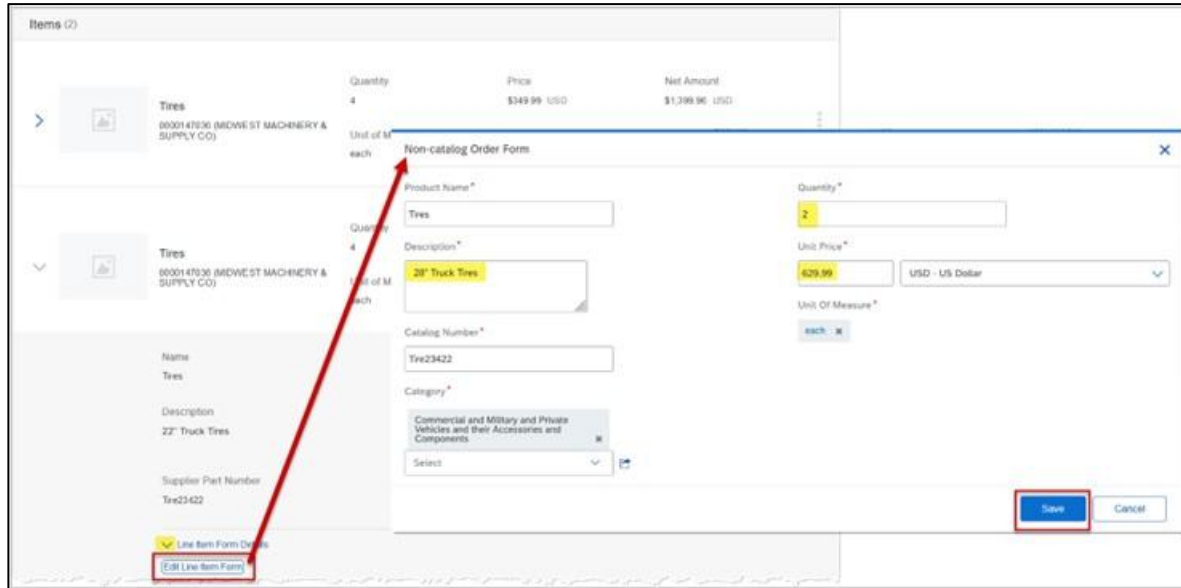 Items (2)
Quantity
Price
Net Amount
Tires
4
$349.99 USD
$1,399.96 USD
0000147030 (MIDWEST MACHINERY &
SUPPLY CO)
Unit of M
each
Tires
0000147030 (MIDWEST MACHINERY &
SUPPLY CO)
Quantity
4
each
Name
Tires
Description
22" Truck Tires
Supplier Part Number
Tire23422
Line Item Form Details
Edit Line Item Form
Non-catalog Order Form
Product Name*
Tires
Description*
28" Truck Tires
Catalog Number*
Tire23422
Category*
Commercial and Military and Private
Vehicles and their Accessories and
Components
Select
Quantity*
2
Unit Price*
629.99
USD - US Dollar
Unit Of Measure*
each
Save
Cancel